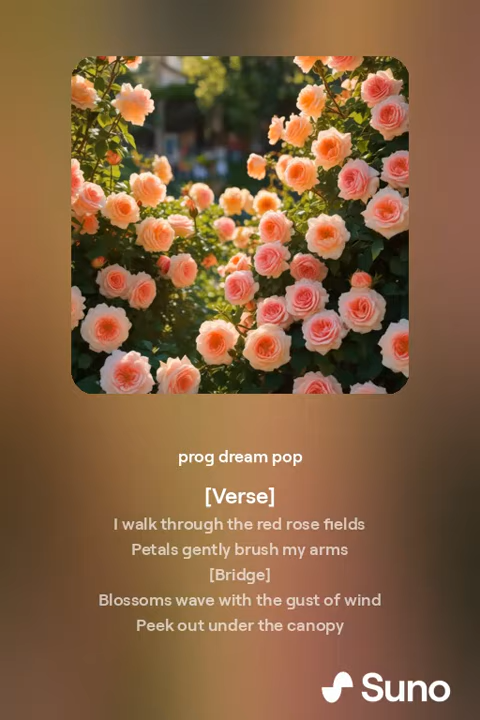 prog dream pop
[Verse]
I walk through the red rose fields
Petals gently brush my arms
[Bridge]
Blossoms wave with the gust of wind
Peek out under the canopy
Suno